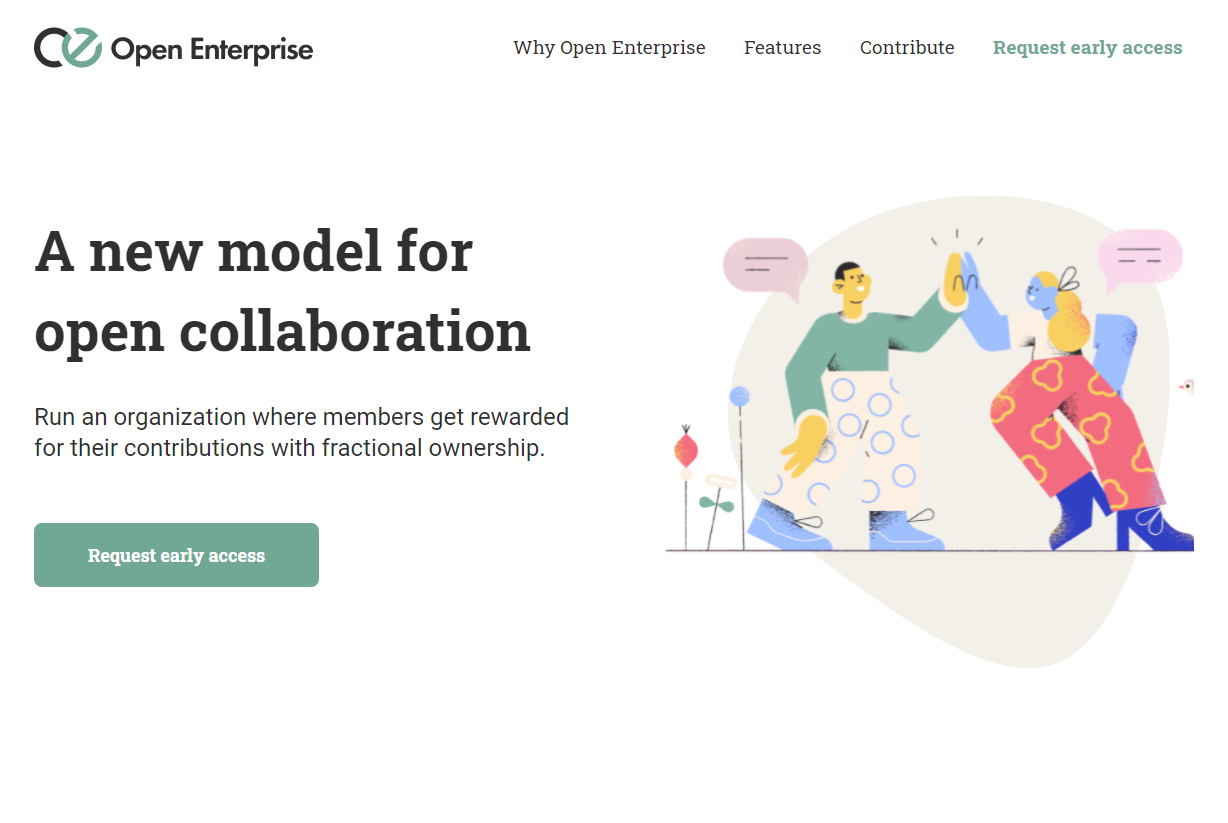 Open Enterprise
Why Open Enterprise
Features
Contribute
Request early access
A new model for
open collaboration
Run an organization where members get rewarded
for their contributions with fractional ownership.
Request early access